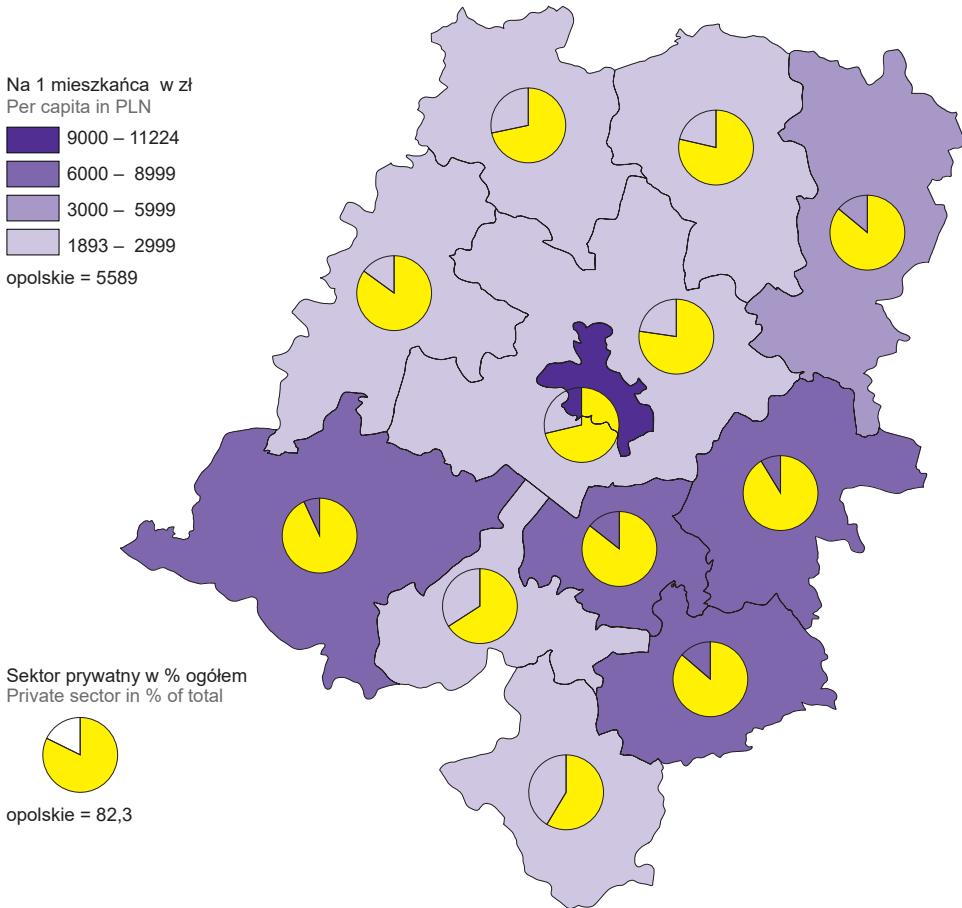 Na 1 mieszkańca w zł
Per capita in PLN
9000 – 11224
6000 – 8999
3000 – 5999
1893 – 2999
opolskie = 5589
Sektor prywatny w % ogółem
Private sector in % of total
opolskie = 82,3